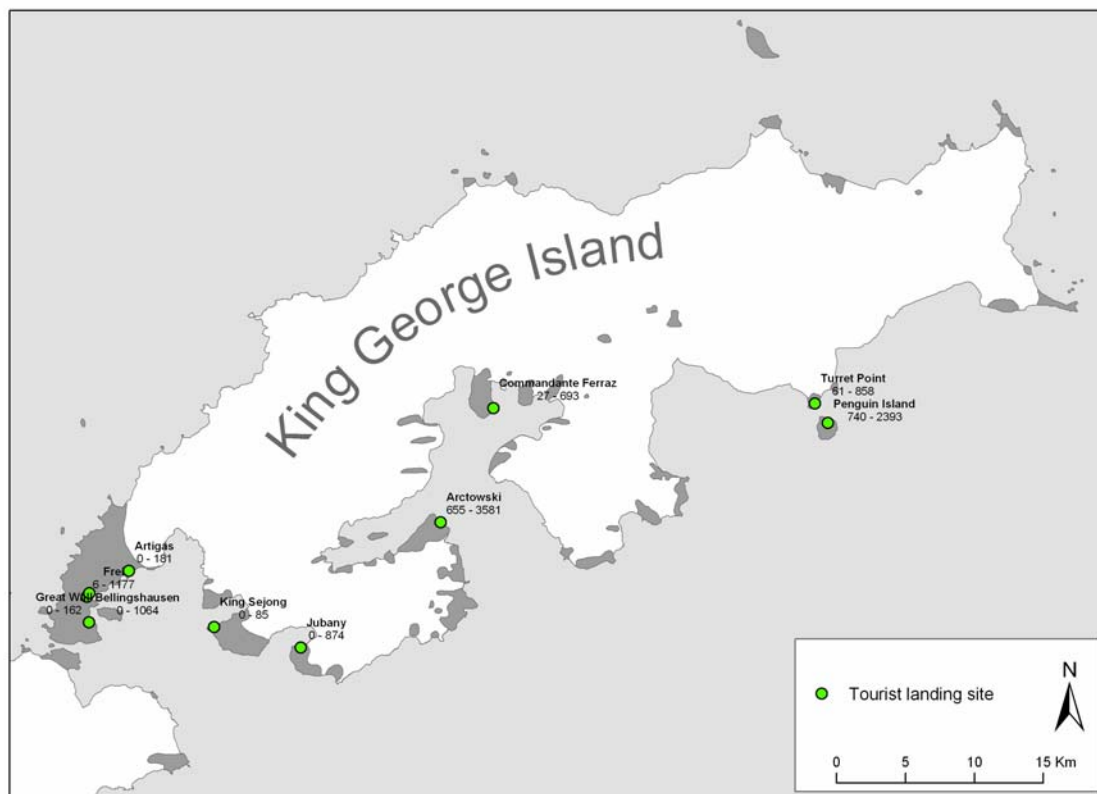 King George Island
Commandante Ferraz
27 - 693
Turret Point
61 - 858
Penguin Island
740 - 2393
Arctowski
655 - 3581
Artigas
0 - 181
Frei
6 - 1177
Great Wall
0 - 162
Bellingshausen
0 - 1064
King Sejong
0 - 85
Jubany
0 - 874
N
Tourist landing site
0 5 10 15 Km